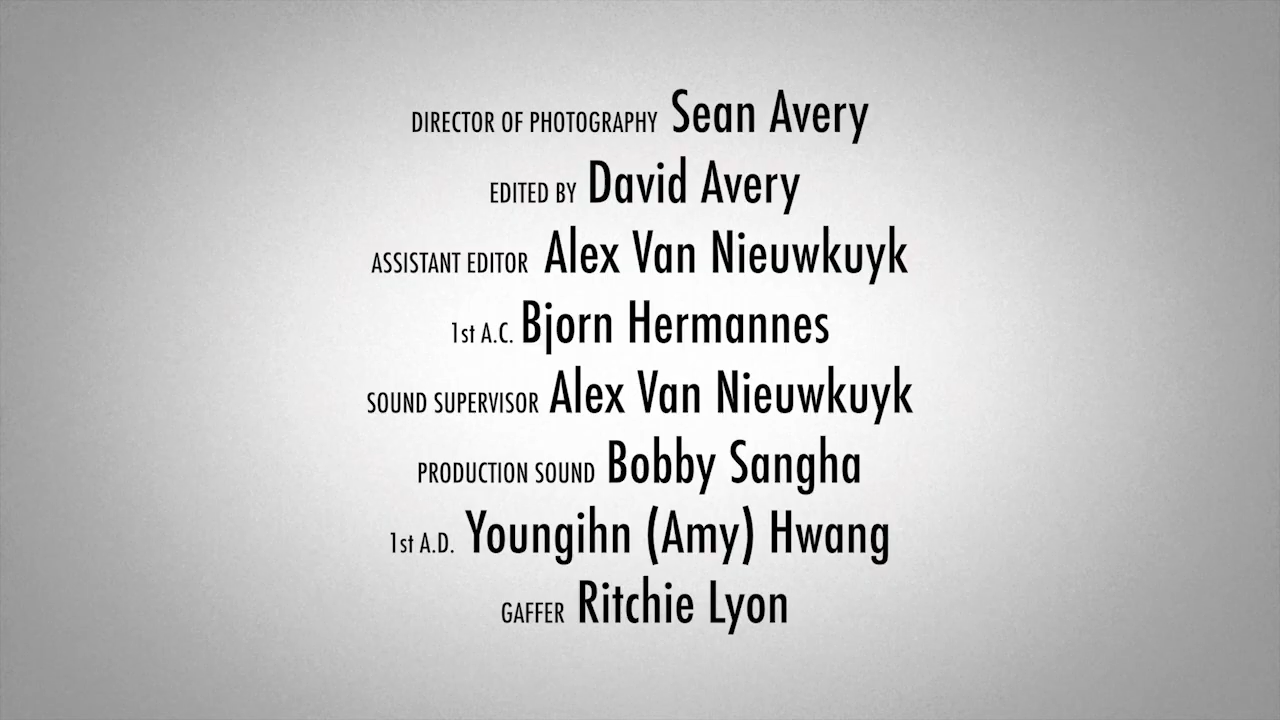 DIRECTOR OF PHOTOGRAPHY Sean Avery
EDITED BY David Avery
ASSISTANT EDITOR Alex Van Nieuwkuyk
1st A.C. Bjorn Hermannes
SOUND SUPERVISOR Alex Van Nieuwkuyk
PRODUCTION SOUND Bobby Sangha
1st A.D. Youngihn (Amy) Hwang
GAFFER Ritchie Lyon